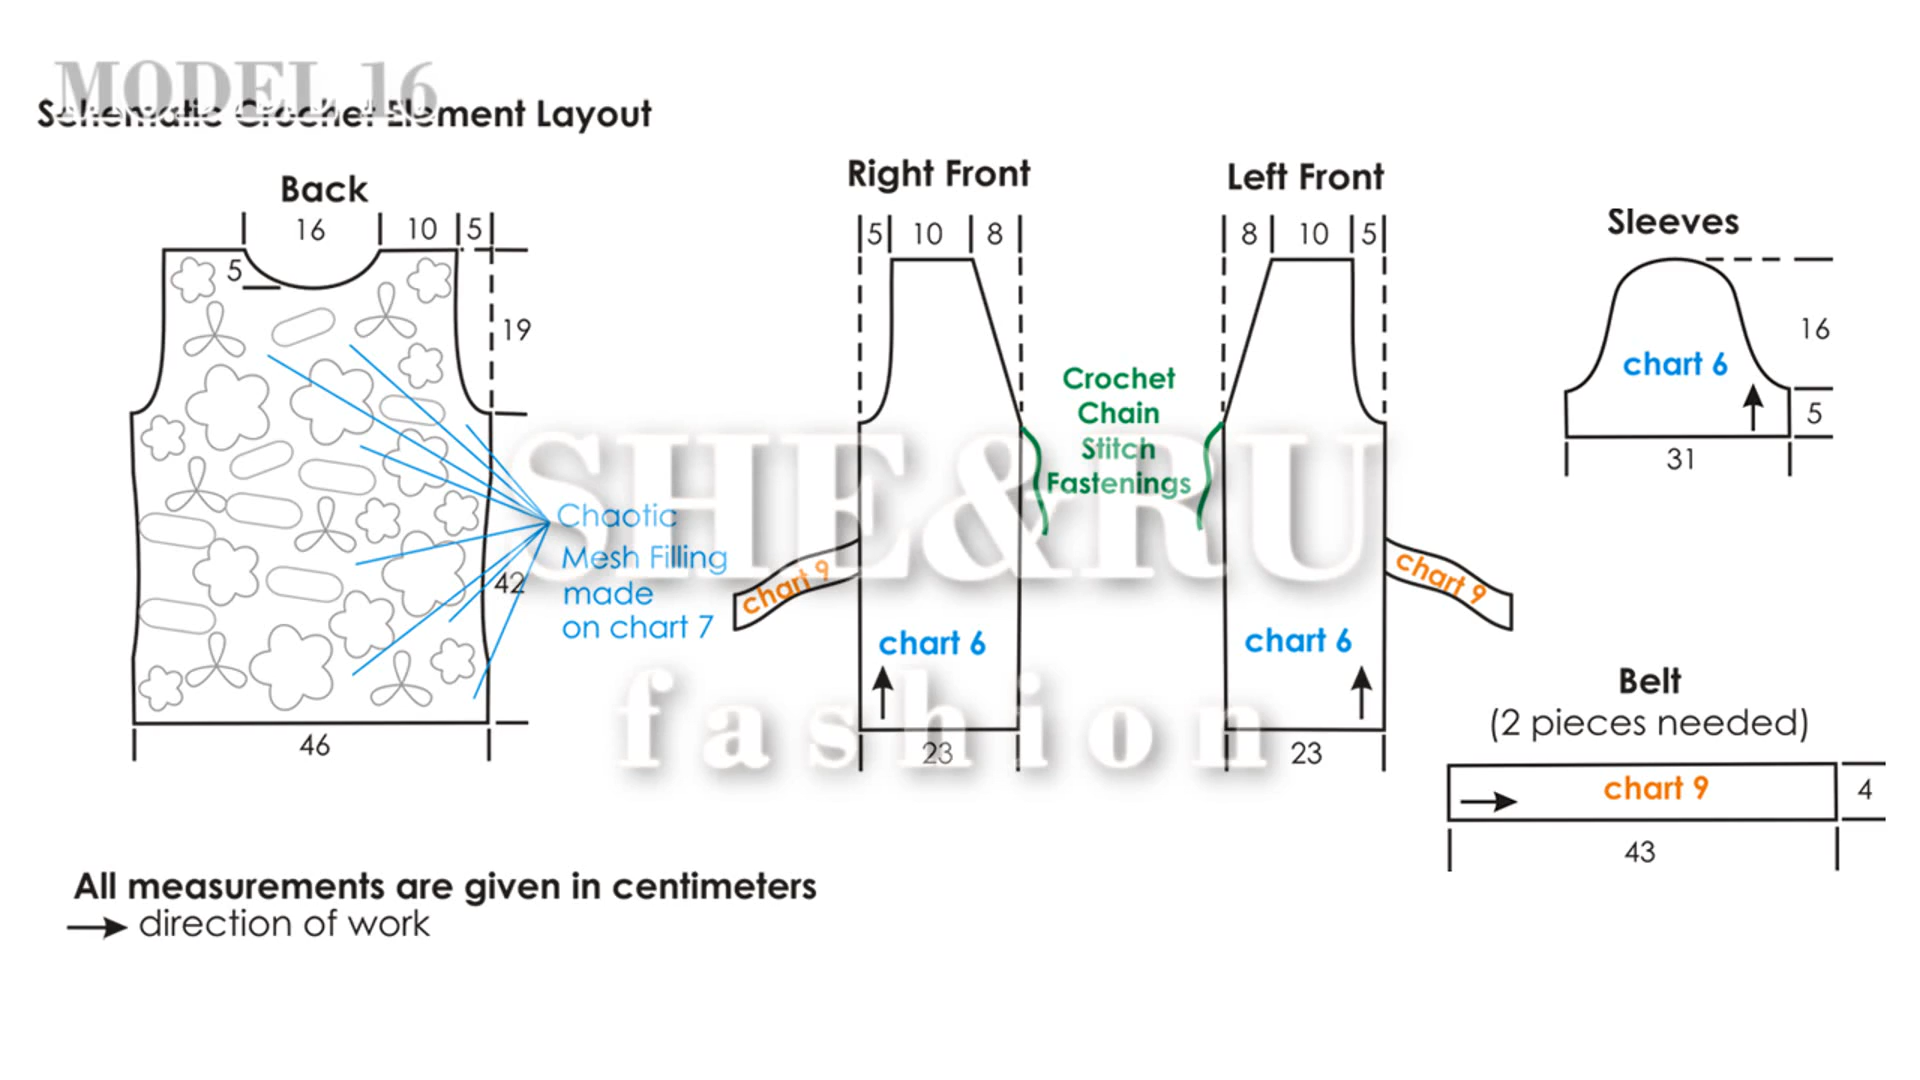 MODEL 16
Schematic Crochet Element Layout
Back
16
10
5
5
19
42
46
Chaotic
Mesh Filling
made
on chart 7
Right Front
5
10
8
chart 9
chart 6
23
Crochet
Chain
Stitch
Fastenings
Left Front
8
10
5
chart 9
chart 6
23
Sleeves
chart 6
16
5
31
Belt
(2 pieces needed)
chart 9
4
43
SHE&RU
fashion
All measurements are given in centimeters
direction of work